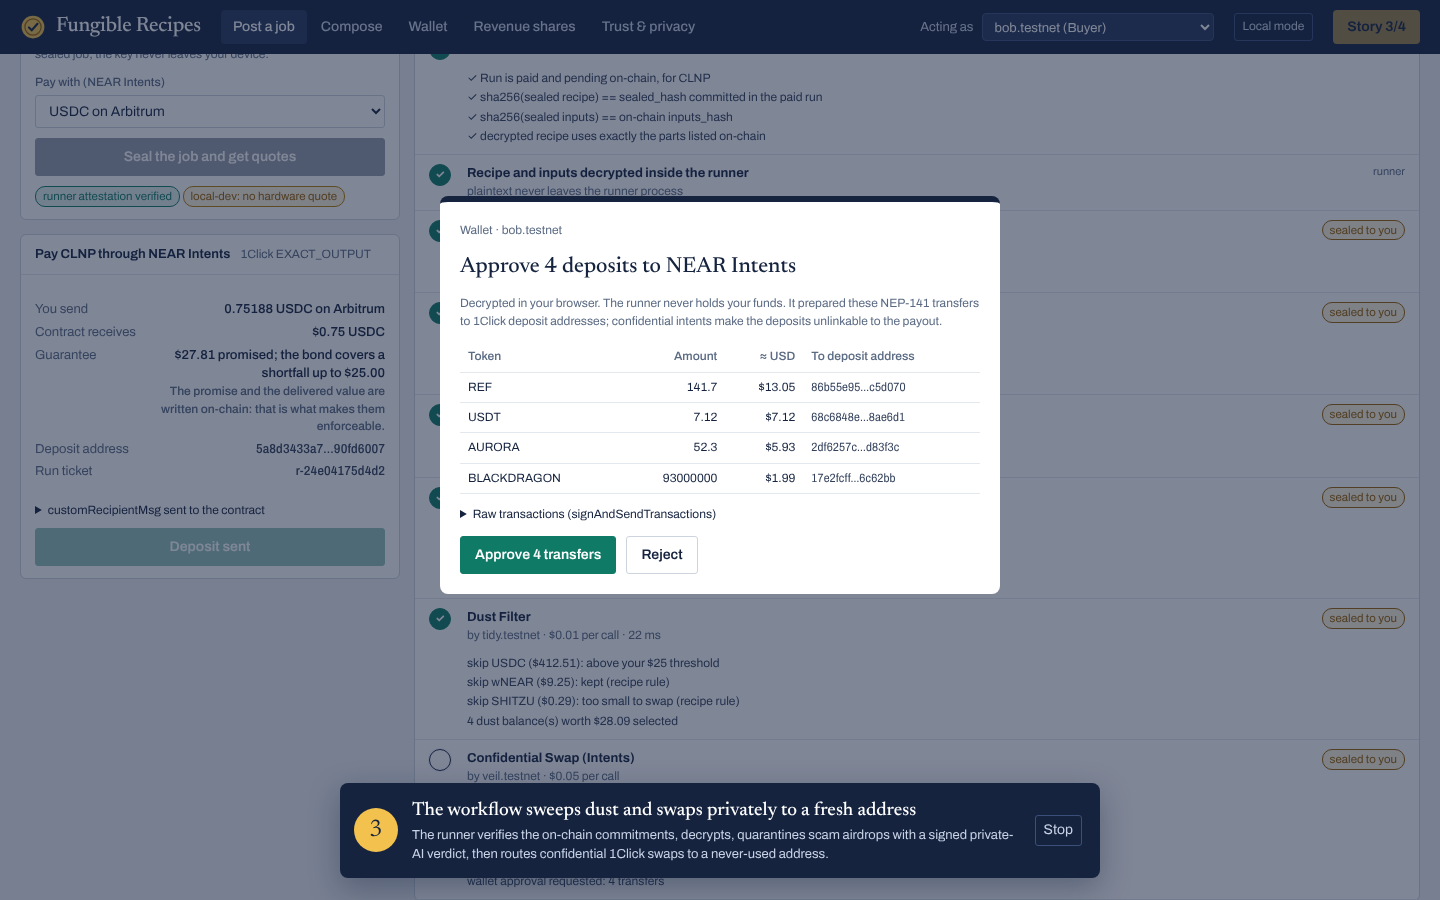 Fungible Recipes
Post a job
Compose
Wallet
Revenue shares
Trust & privacy
Acting as
bob.testnet (Buyer)
Local mode
Story 3/4
sealed job, the key never leaves your device.
Pay with (NEAR Intents)
USDC on Arbitrum
Seal the job and get quotes
runner attestation verified
local-dev: no hardware quote
Pay CLNP through NEAR Intents 1Click EXACT_OUTPUT
You send 0.75188 USDC on Arbitrum
Contract receives $0.75 USDC
Guarantee $27.81 promised; the bond covers a
shortfall up to $25.00
The promise and the delivered value are
written on-chain: that is what makes them
enforceable.
Deposit address 5a8d3433a7...90fd6007
Run ticket r-24e04175d4d2
customRecipientMsg sent to the contract
Deposit sent
✓ Run is paid and pending on-chain, for CLNP
✓ sha256(sealed recipe) == sealed_hash committed in the paid run
✓ sha256(sealed inputs) == on-chain inputs_hash
✓ decrypted recipe uses exactly the parts listed on-chain
Recipe and inputs decrypted inside the runner
runner
plaintext never leaves the runner process
sealed to you
sealed to you
sealed to you
sealed to you
Wallet · bob.testnet
Approve 4 deposits to NEAR Intents
Decrypted in your browser. The runner never holds your funds. It prepared these NEP-141 transfers
to 1Click deposit addresses; confidential intents make the deposits unlinkable to the payout.
Token Amount ≈ USD To deposit address
REF 141.7 $13.05 86b55e95...c5d070
USDT 7.12 $7.12 68c6848e...8ae6d1
AURORA 52.3 $5.93 2df6257c...d83f3c
BLACKDRAGON 93000000 $1.99 17e2fcff...6c62bb
Raw transactions (signAndSendTransactions)
Approve 4 transfers
Reject
Dust Filter
sealed to you
by tidy.testnet · $0.01 per call · 22 ms
skip USDC ($412.51): above your $25 threshold
skip wNEAR ($9.25): kept (recipe rule)
skip SHITZU ($0.29): too small to swap (recipe rule)
4 dust balance(s) worth $28.09 selected
Confidential Swap (Intents)
sealed to you
by veil.testnet · $0.05 per call
3
The workflow sweeps dust and swaps privately to a fresh address
The runner verifies the on-chain commitments, decrypts, quarantines scam airdrops with a signed private-
AI verdict, then routes confidential 1Click swaps to a never-used address.
Stop
wallet approval requested: 4 transfers